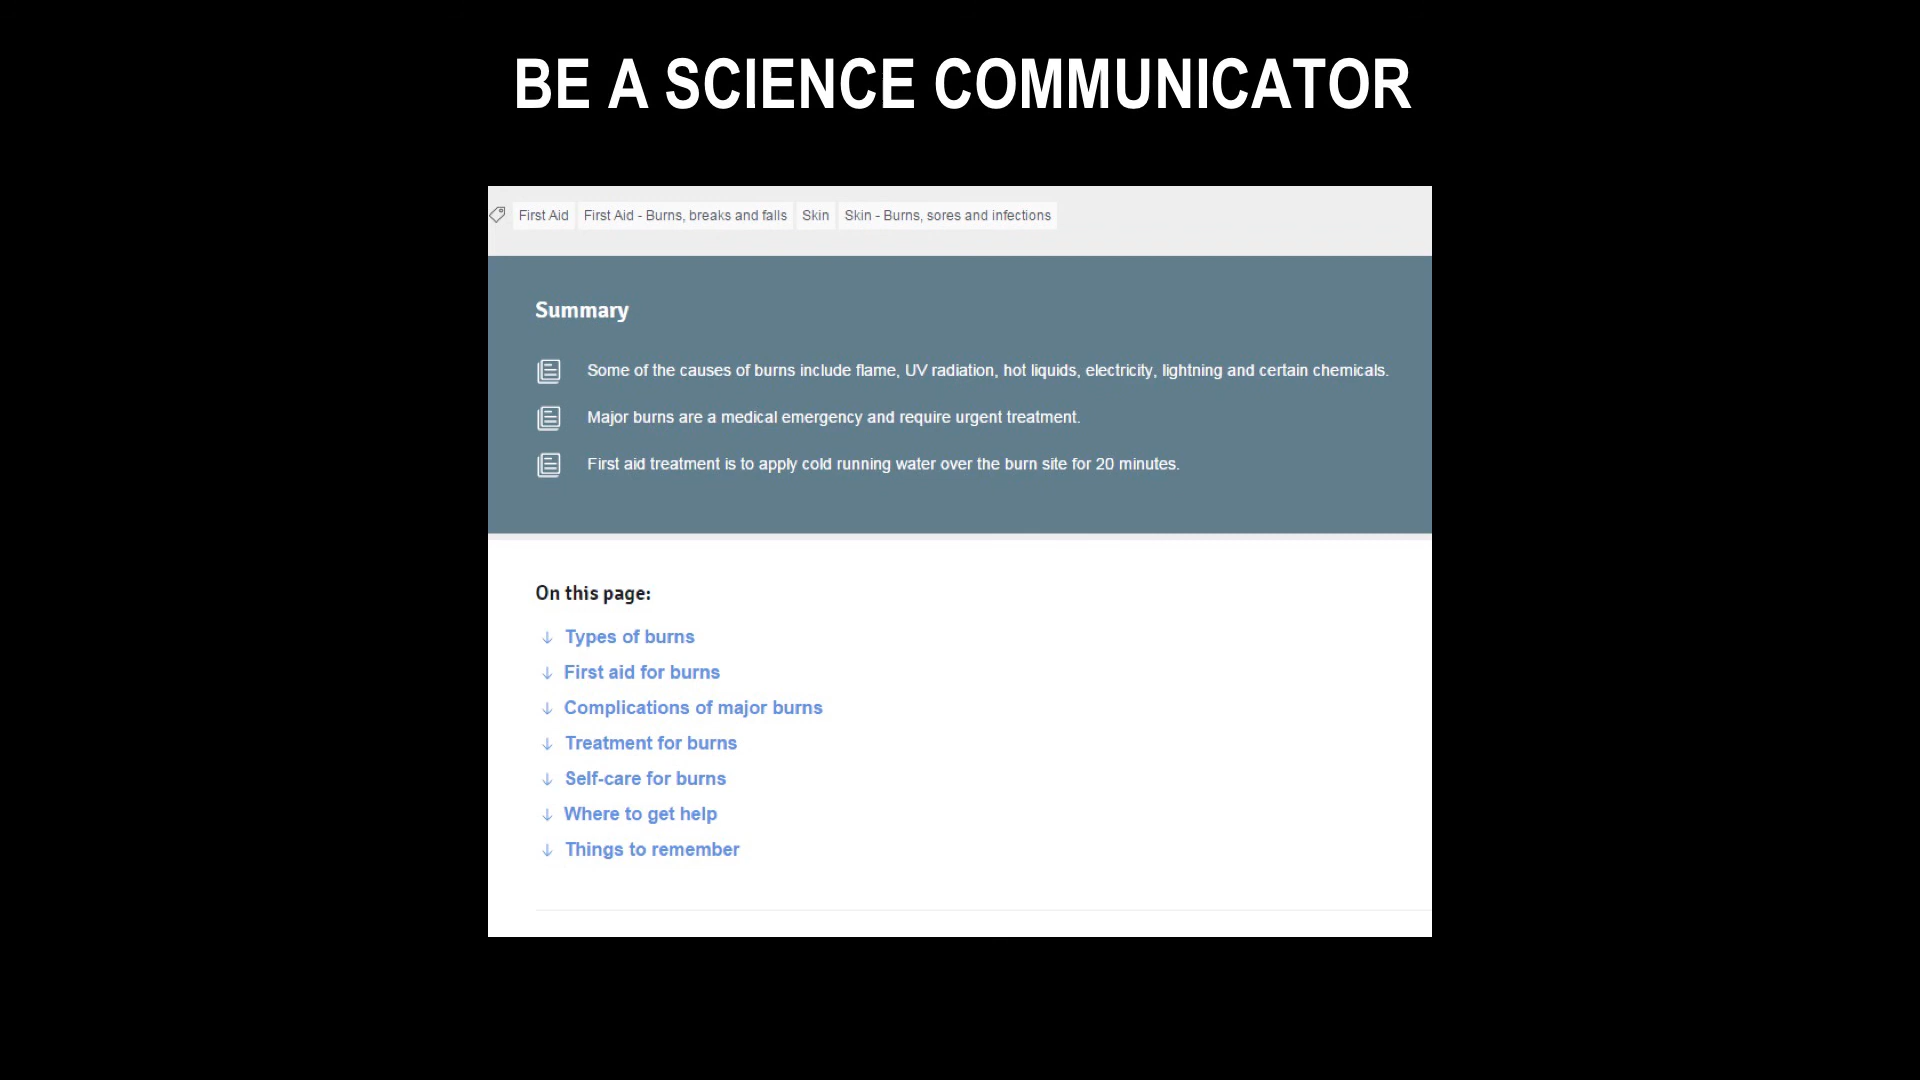 BE A SCIENCE COMMUNICATOR
First Aid First Aid - Burns, breaks and falls Skin Skin - Burns, sores and infections
Summary
Some of the causes of burns include flame, UV radiation, hot liquids, electricity, lightning and certain chemicals.
Major burns are a medical emergency and require urgent treatment.
First aid treatment is to apply cold running water over the burn site for 20 minutes.
On this page:
Types of burns
First aid for burns
Complications of major burns
Treatment for burns
Self-care for burns
Where to get help
Things to remember